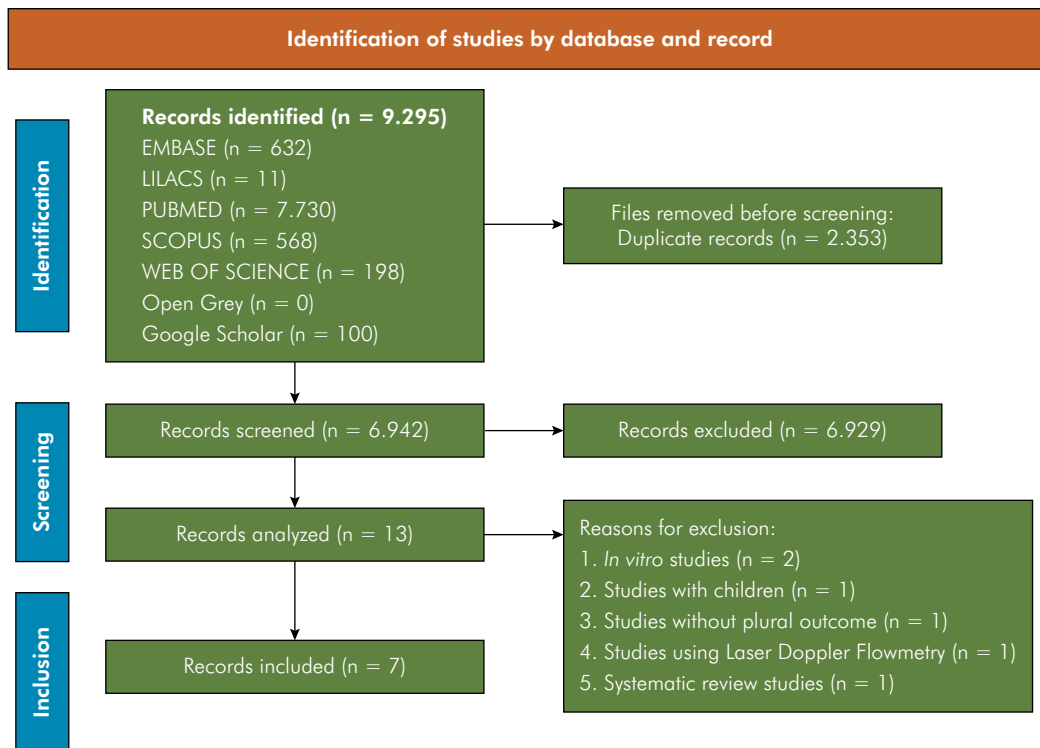 Identification of studies by database and record
Identification
Records identified (n = 9.295)
EMBASE (n = 632)
LILACS (n = 11)
PUBMED (n = 7.730)
SCOPUS (n = 568)
WEB OF SCIENCE (n = 198)
Open Grey (n = 0)
Google Scholar (n = 100)
Files removed before screening:
Duplicate records (n = 2.353)
Screening
Records screened (n = 6.942)
Records excluded (n = 6.929)
Records analyzed (n = 13)
Reasons for exclusion:
1. In vitro studies (n = 2)
2. Studies with children (n = 1)
3. Studies without plural outcome (n = 1)
4. Studies using Laser Doppler Flowmetry (n = 1)
5. Systematic review studies (n = 1)
Inclusion
Records included (n = 7)